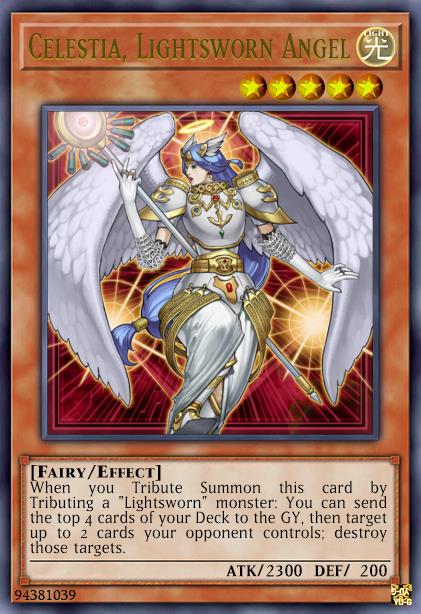 Celestia, Lightsworn Angel
LIGHT
光
[Fairy/Effect]
When you Tribute Summon this card by
Tributing a "Lightsworn" monster: You can send
the top 4 cards of your Deck to the GY, then target
up to 2 cards your opponent controls; destroy
those targets.
ATK/2300 DEF/ 200
94381039